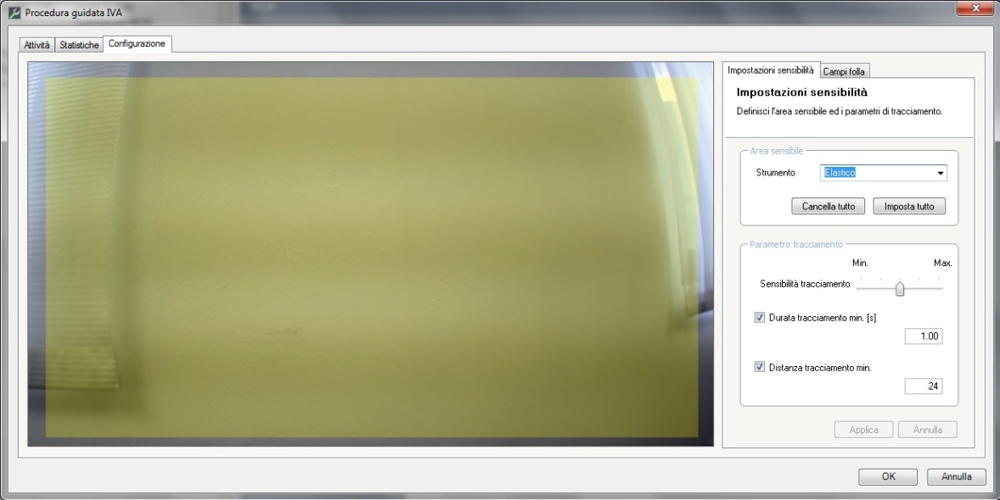 Procedura guidata IVA
Attività
Statistiche
Configurazione
Impostazioni sensibilità
Campi folla
Impostazioni sensibilità
Definisci l'area sensibile ed i parametri di tracciamento.
Area sensibile
Strumento
Elastico
Cancella tutto
Imposta tutto
Parametro tracciamento
Min.
Max.
Sensibilità tracciamento
Durata tracciamento min. [s]
1.00
Distanza tracciamento min.
24
Applica
Annulla
OK
Annulla